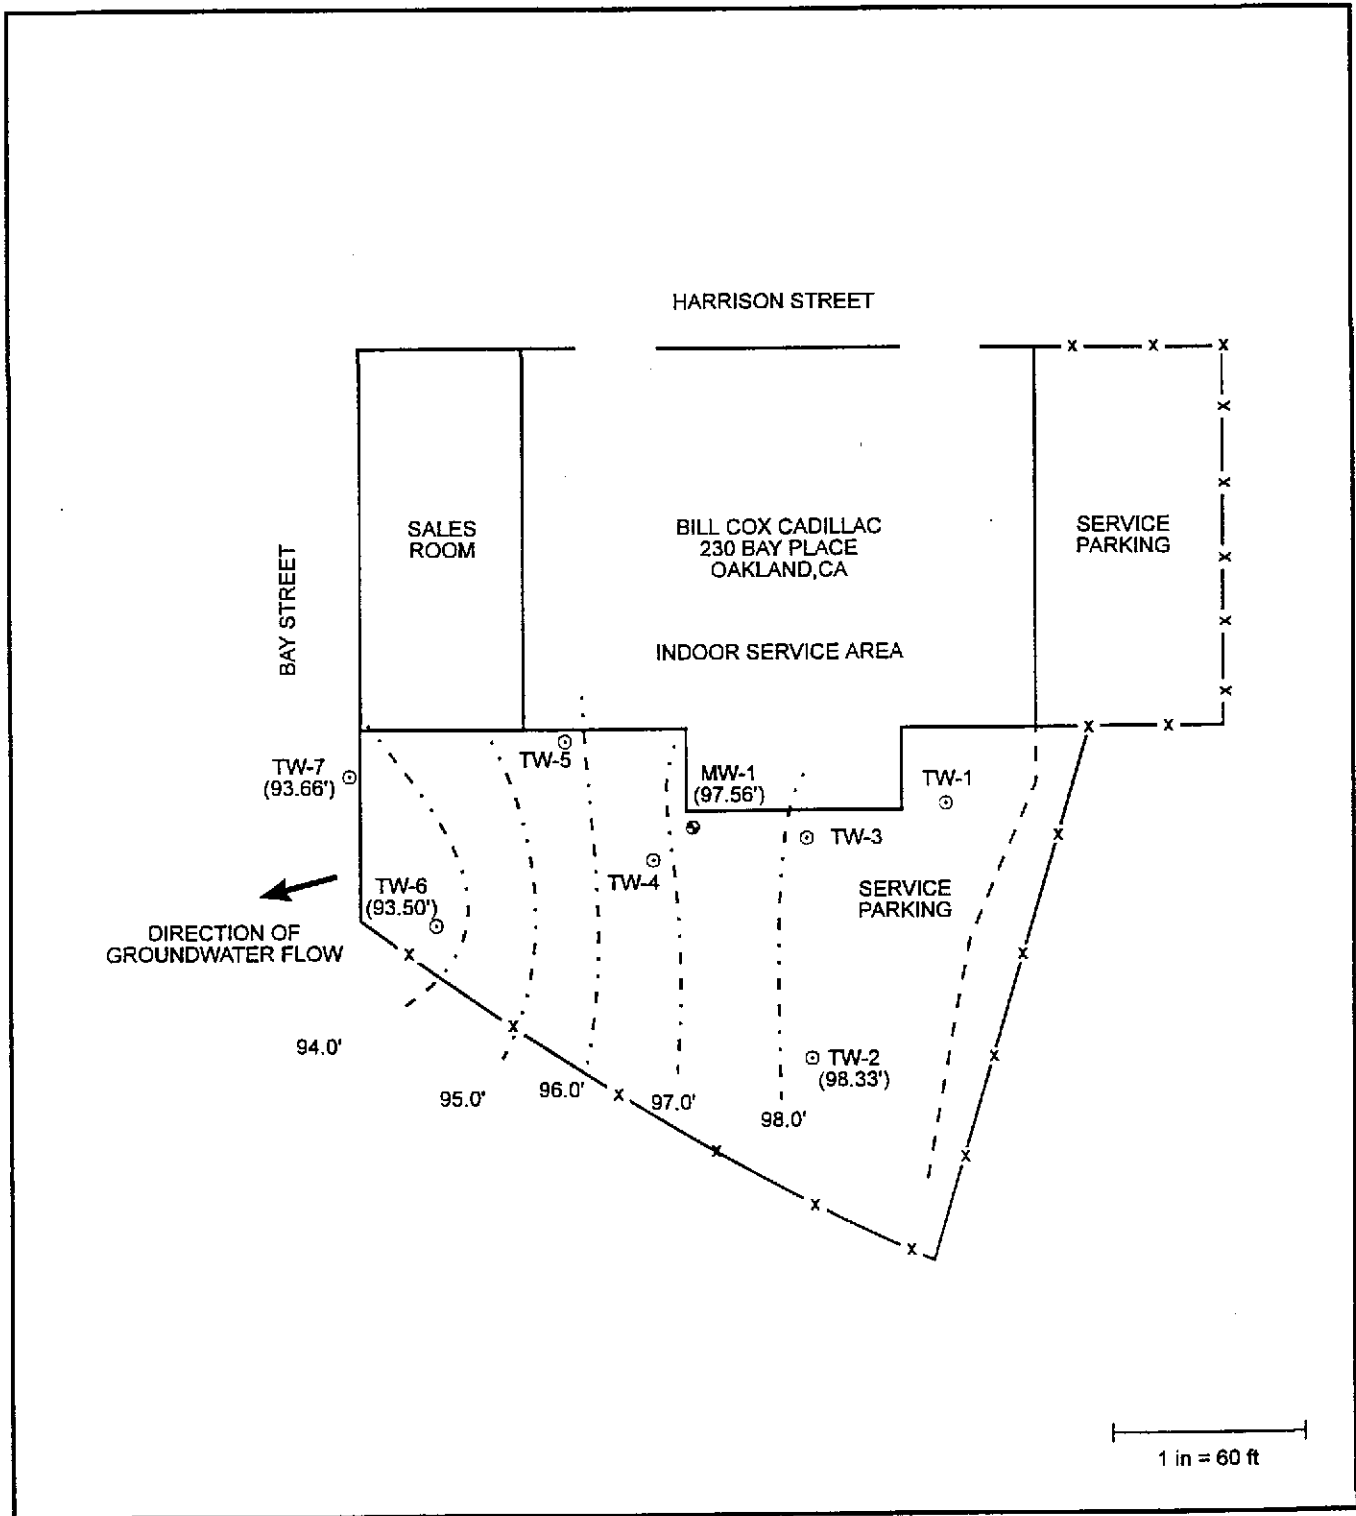 HARRISON STREET
SALES
ROOM
BILL COX CADILLAC
230 BAY PLACE
OAKLAND,CA
SERVICE
PARKING
BAY STREET
INDOOR SERVICE AREA
TW-7
(93.66')
TW-5
MW-1
(97.56')
TW-1
TW-3
TW-4
TW-6
(93.50')
SERVICE
PARKING
DIRECTION OF
GROUNDWATER FLOW
94.0'
95.0'
96.0'
97.0'
98.0'
TW-2
(98.33')
1 in = 60 ft